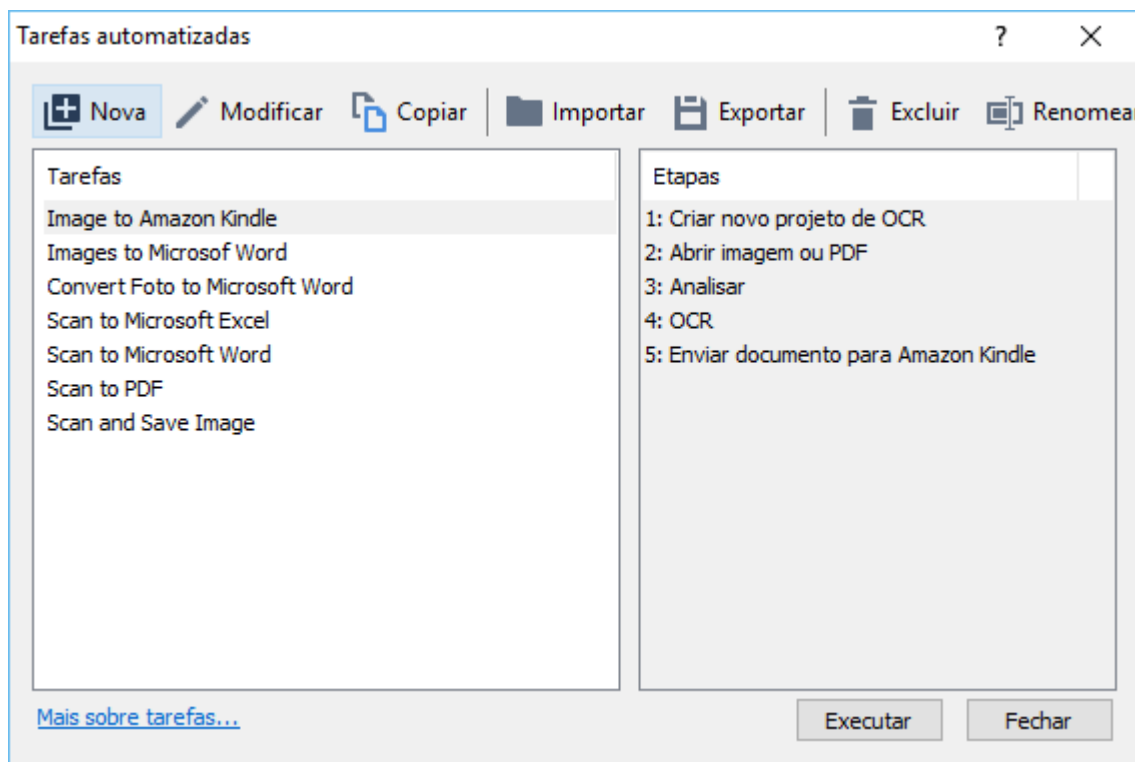 Tarefas automatizadas ?
Nova Modificar Copiar Importar Exportar Excluir Renomear
Tarefas
Image to Amazon Kindle
Images to Microsof Word
Convert Foto to Microsoft Word
Scan to Microsoft Excel
Scan to Microsoft Word
Scan to PDF
Scan and Save Image
Etapas
1: Criar novo projeto de OCR
2: Abrir imagem ou PDF
3: Analisar
4: OCR
5: Enviar documento para Amazon Kindle
Mais sobre tarefas...
Executar Fechar